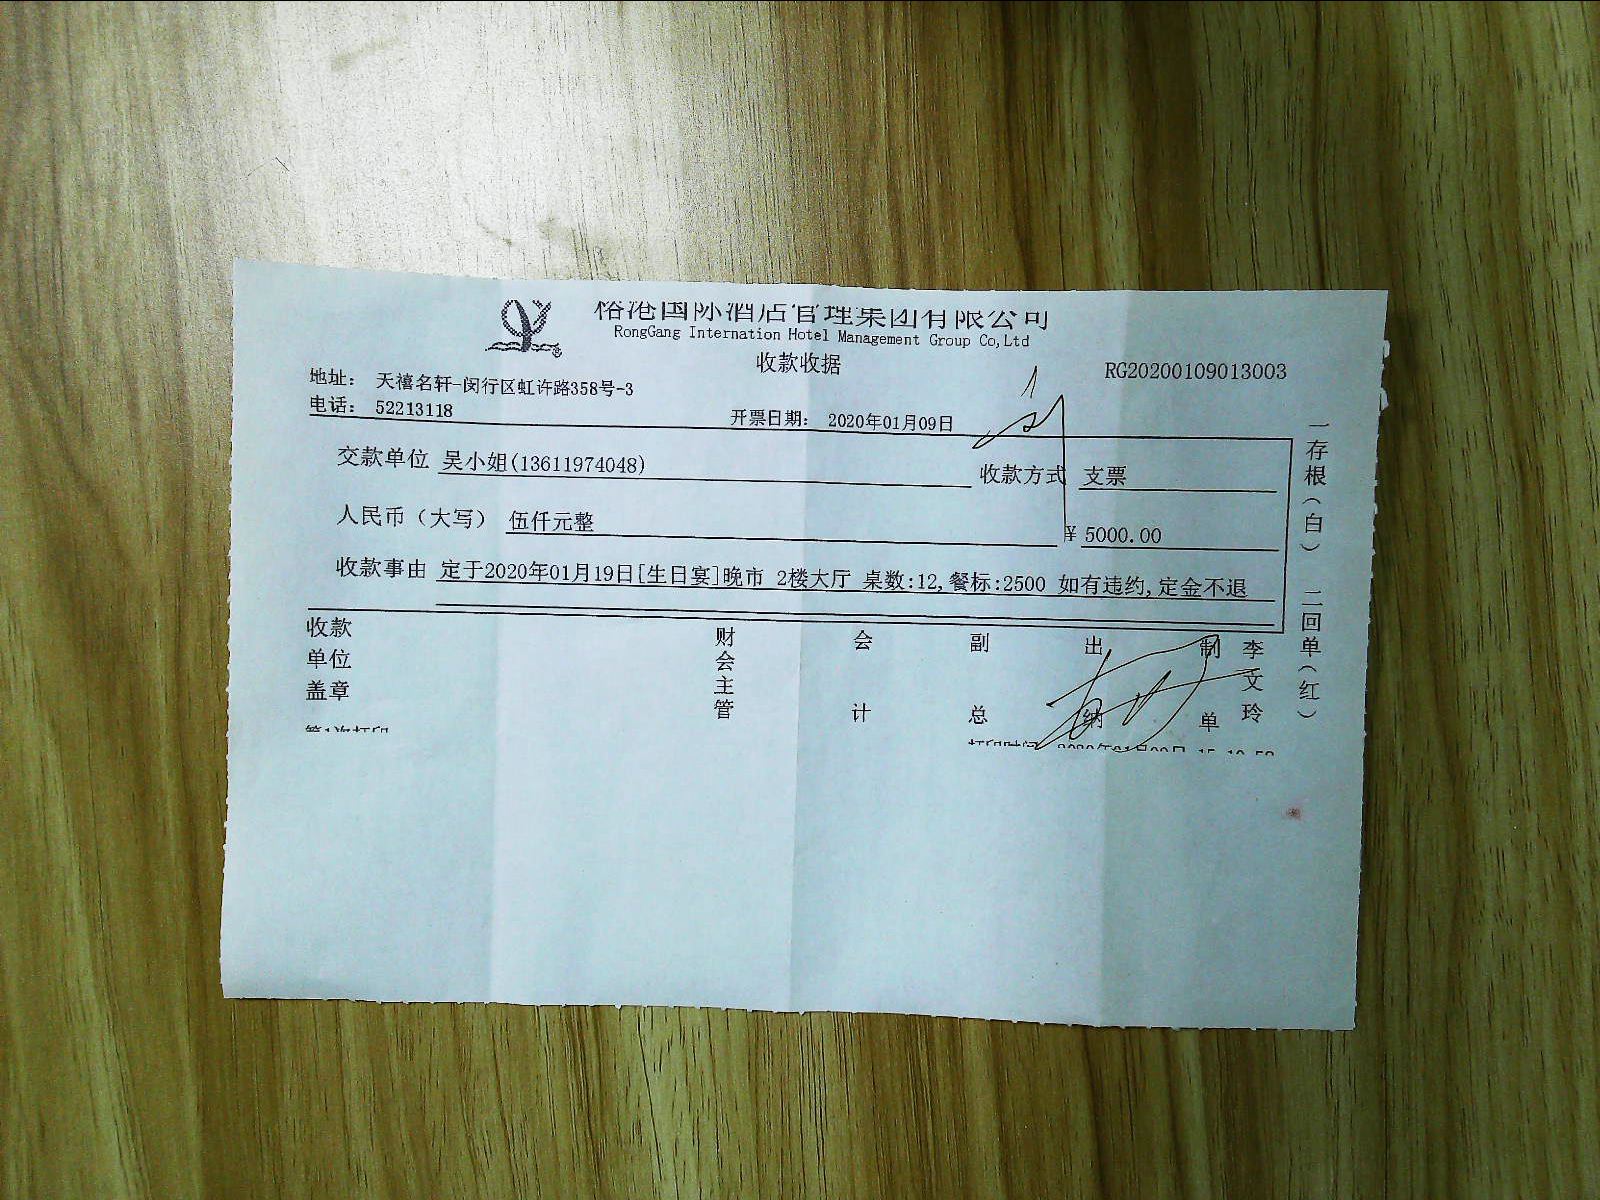 榕港国际酒店管理集团有限公司
RongGang Internation Hotel Management Group Co,Ltd
收款收据
RG20200109013003
地址： 天禧名轩-闵行区虹许路358号-3
电话： 52213118
开票日期： 2020年01月09日
交款单位 吴小姐(13611974048) 收款方式 支票
人民币（大写） 伍仟元整 ¥ 5000.00
收款事由 定于2020年01月19日[生日宴]晚市 2楼大厅 桌数:12,餐标:2500 如有违约,定金不退
收款单位盖章
财会主管
会计
副总
出纳
制单
李文玲
一存根（白） 二回单（红）
第1次打印